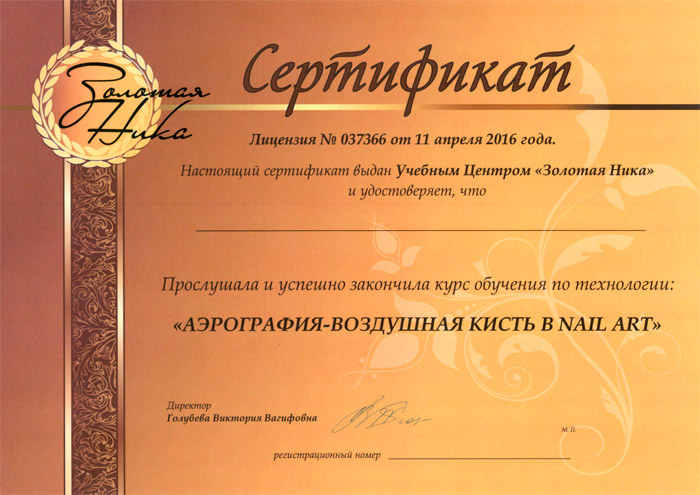 Золотая
Ника
Сертификат
Лицензия № 037366 от 11 апреля 2016 года.
Настоящий сертификат выдан Учебным Центром «Золотая Ника»
и удостоверяет, что
Прослушала и успешно закончила курс обучения по технологии:
«АЭРОГРАФИЯ-ВОЗДУШНАЯ КИСТЬ В NAIL ART»
Директор
Голубева Виктория Вагифовна
М.П.
регистрационный номер